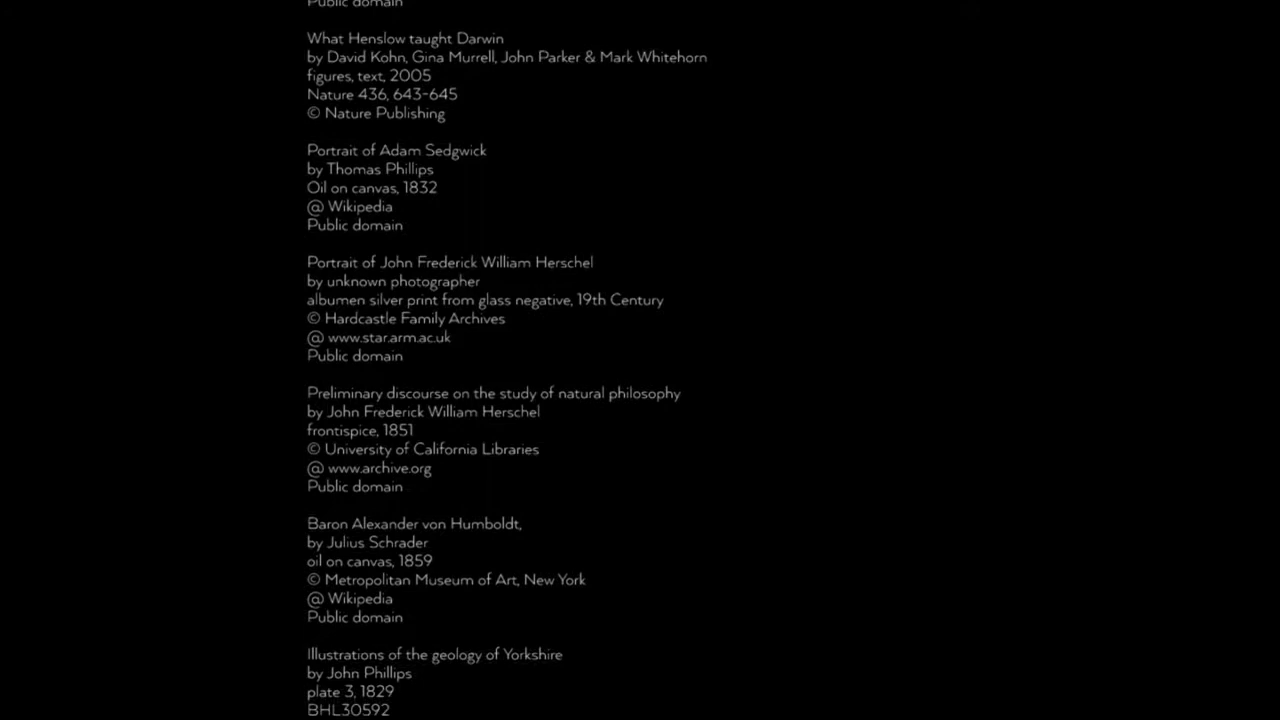 Public domain
What Henslow taught Darwin
by David Kohn, Gina Murrell, John Parker & Mark Whitehorn
figures, text, 2005
Nature 436, 643-645
© Nature Publishing
Portrait of Adam Sedgwick
by Thomas Phillips
Oil on canvas, 1832
@ Wikipedia
Public domain
Portrait of John Frederick William Herschel
by unknown photographer
albumen silver print from glass negative, 19th Century
© Hardcastle Family Archives
@ www.star.arm.ac.uk
Public domain
Preliminary discourse on the study of natural philosophy
by John Frederick William Herschel
frontispice, 1851
© University of California Libraries
@ www.archive.org
Public domain
Baron Alexander von Humboldt,
by Julius Schrader
oil on canvas, 1859
© Metropolitan Museum of Art, New York
@ Wikipedia
Public domain
Illustrations of the geology of Yorkshire
by John Phillips
plate 3, 1829
BHL30592